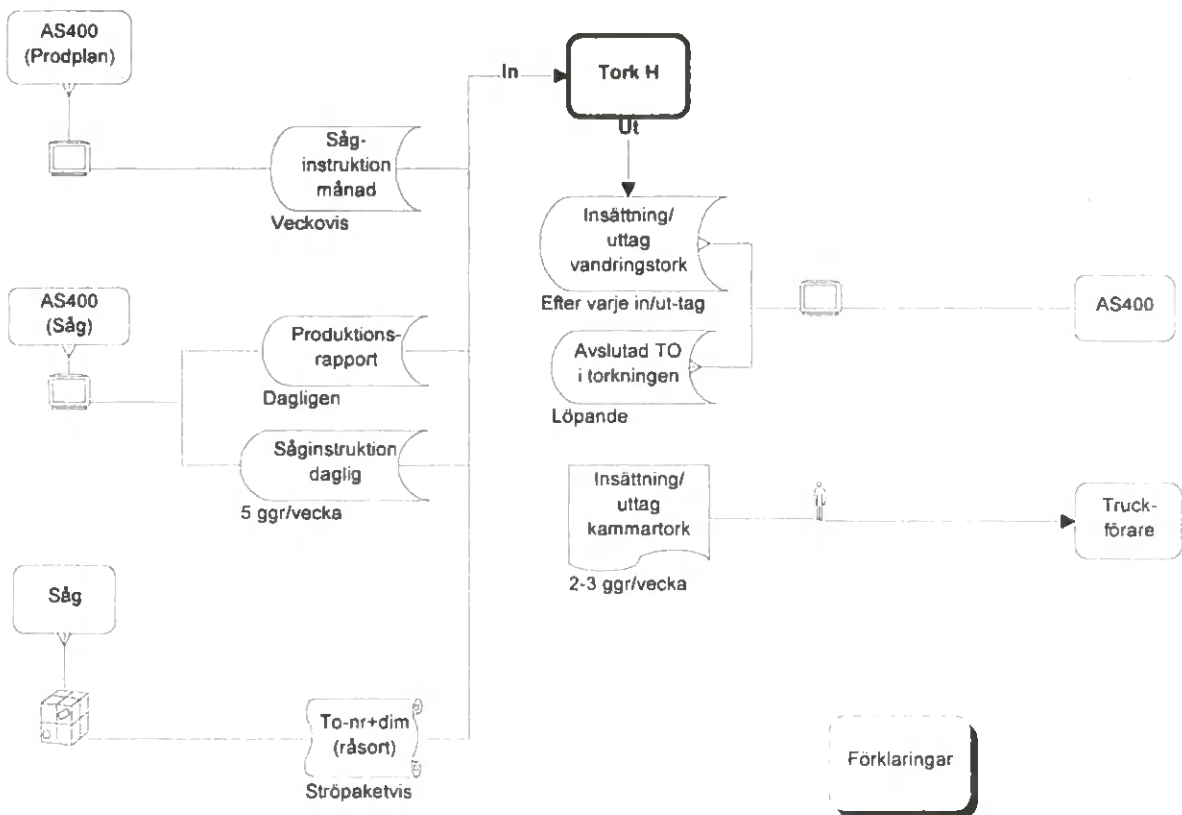 AS400
(Prodplan)
Såg-
instruktion
månad
Veckovis
AS400
(Såg)
Produktions-
rapport
Dagligen
Såginstruktion
daglig
5 ggr/vecka
Såg
To-nr+dim
(råsort)
Ströpaketvis
In
Tork H
Ut
Insättning/
uttag
vandringstork
Efter varje in/ut-tag
Avslutad TO
i torkningen
Löpande
AS400
Insättning/
uttag
kammartork
2-3 ggr/vecka
Truck-
förare
Förklaringar